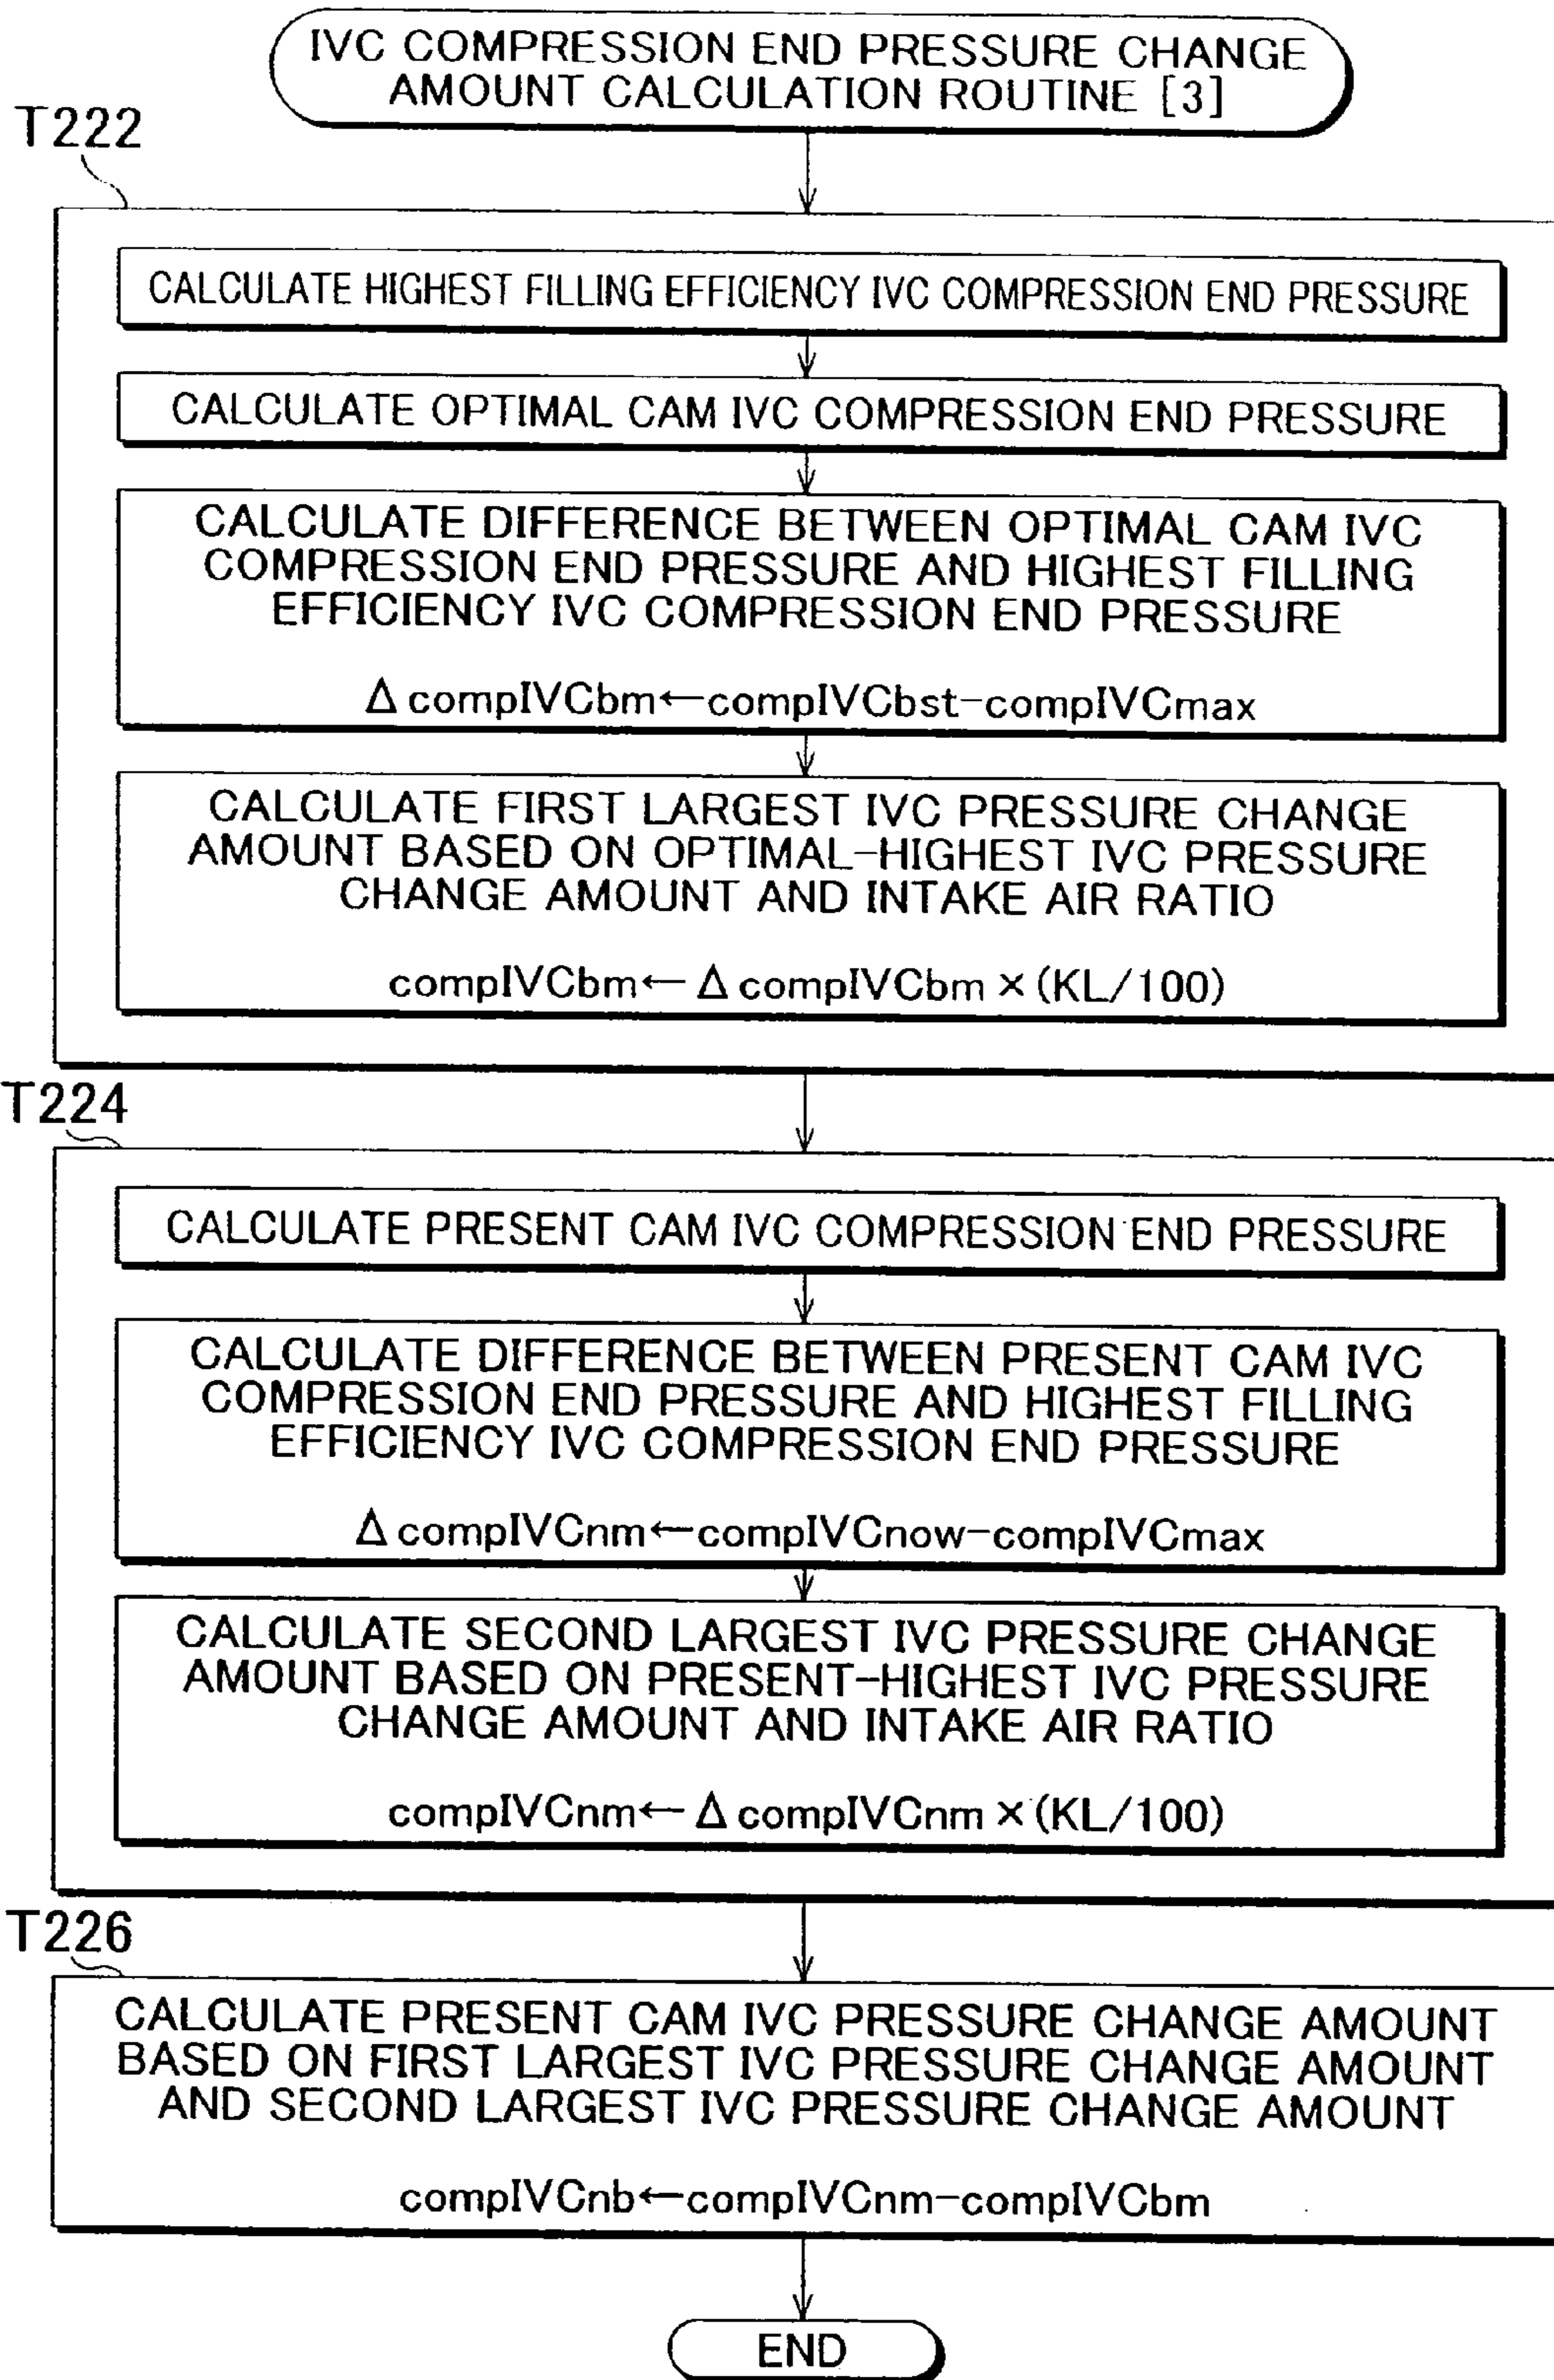 IVC COMPRESSION END PRESSURE CHANGE
AMOUNT CALCULATION ROUTINE [3]
T222
CALCULATE HIGHEST FILLING EFFICIENCY IVC COMPRESSION END PRESSURE
CALCULATE OPTIMAL CAM IVC COMPRESSION END PRESSURE
CALCULATE DIFFERENCE BETWEEN OPTIMAL CAM IVC
COMPRESSION END PRESSURE AND HIGHEST FILLING
EFFICIENCY IVC COMPRESSION END PRESSURE
Δ compIVCbm←compIVCbst-compIVCmax
CALCULATE FIRST LARGEST IVC PRESSURE CHANGE
AMOUNT BASED ON OPTIMAL-HIGHEST IVC PRESSURE
CHANGE AMOUNT AND INTAKE AIR RATIO
compIVCbm← Δ compIVCbm × (KL/100)
T224
CALCULATE PRESENT CAM IVC COMPRESSION END PRESSURE
CALCULATE DIFFERENCE BETWEEN PRESENT CAM IVC
COMPRESSION END PRESSURE AND HIGHEST FILLING
EFFICIENCY IVC COMPRESSION END PRESSURE
Δ compIVCnm←compIVCnow-compIVCmax
CALCULATE SECOND LARGEST IVC PRESSURE CHANGE
AMOUNT BASED ON PRESENT-HIGHEST IVC PRESSURE
CHANGE AMOUNT AND INTAKE AIR RATIO
compIVCnm← Δ compIVCnm × (KL/100)
T226
CALCULATE PRESENT CAM IVC PRESSURE CHANGE AMOUNT
BASED ON FIRST LARGEST IVC PRESSURE CHANGE AMOUNT
AND SECOND LARGEST IVC PRESSURE CHANGE AMOUNT
compIVCnb←compIVCnm-compIVCbm
END